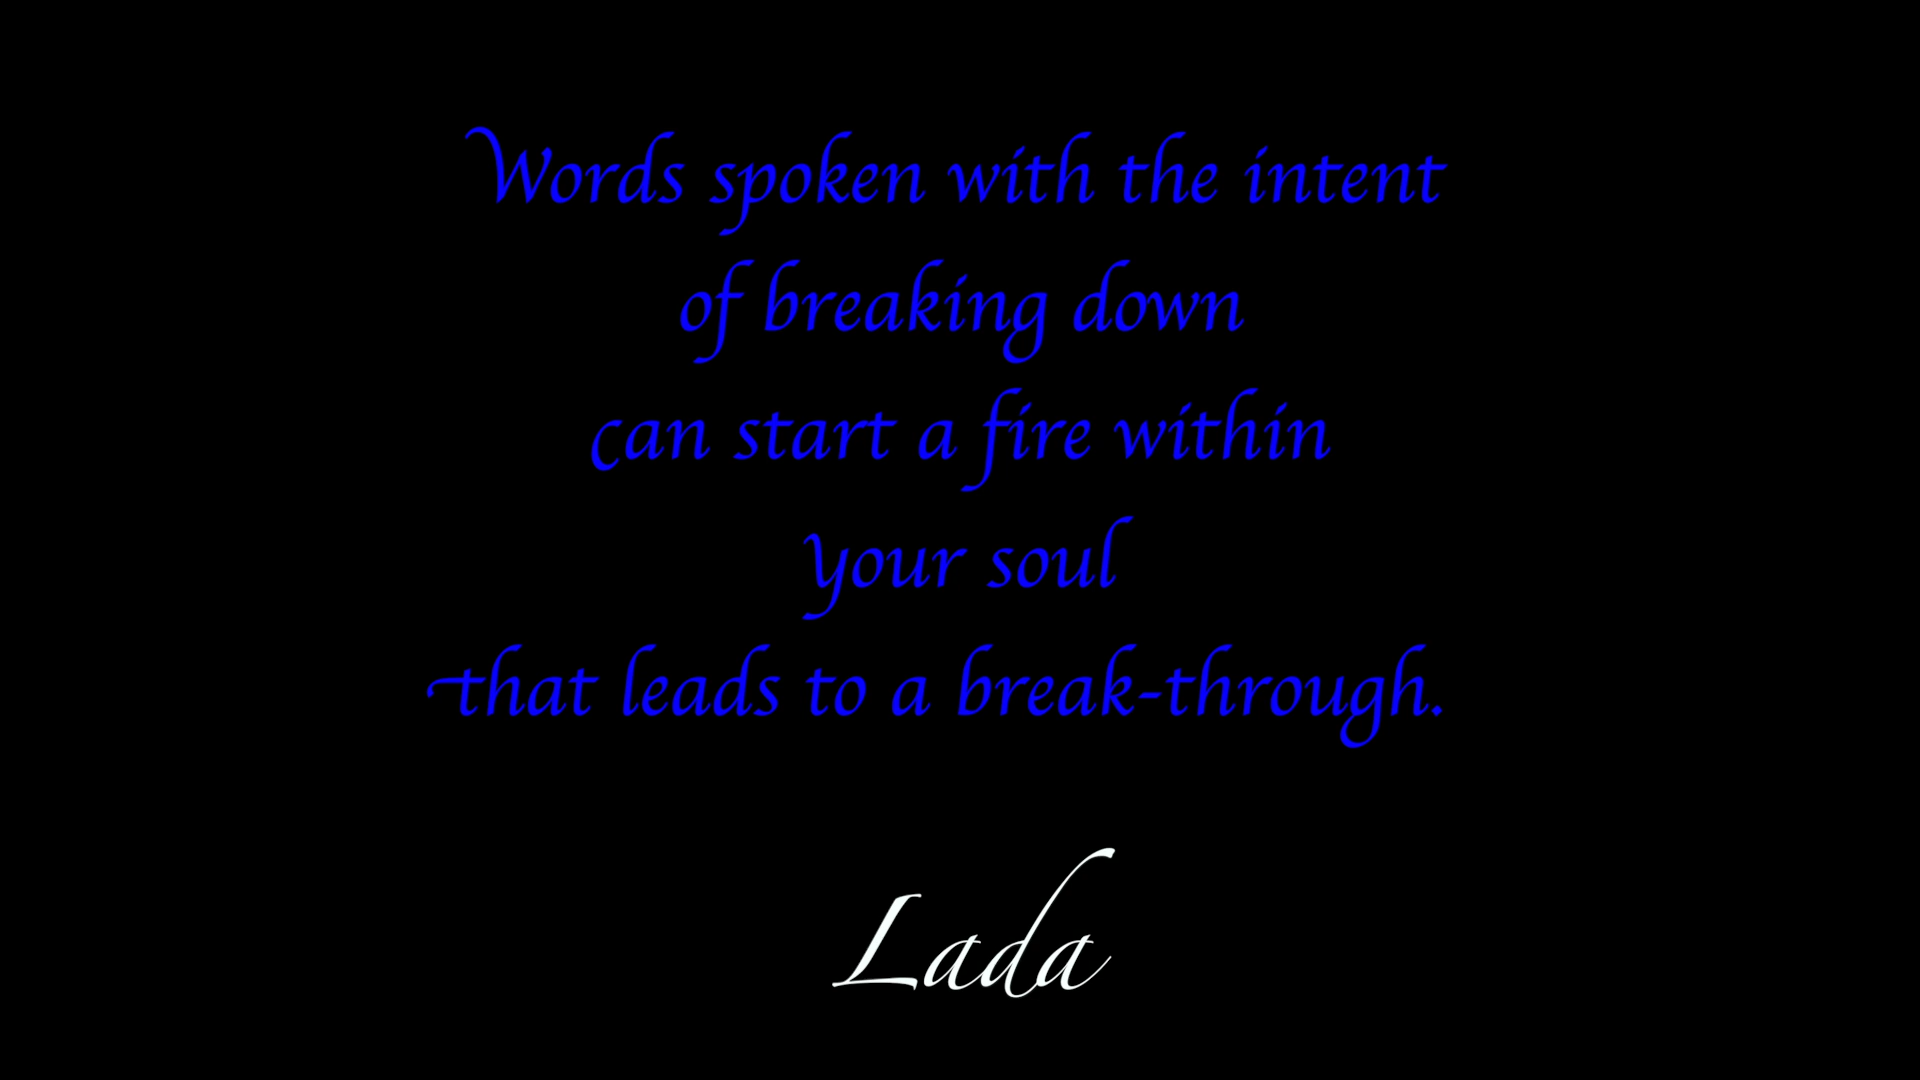 Words spoken with the intent
of breaking down
can start a fire within
your soul
that leads to a break-through.
Lada